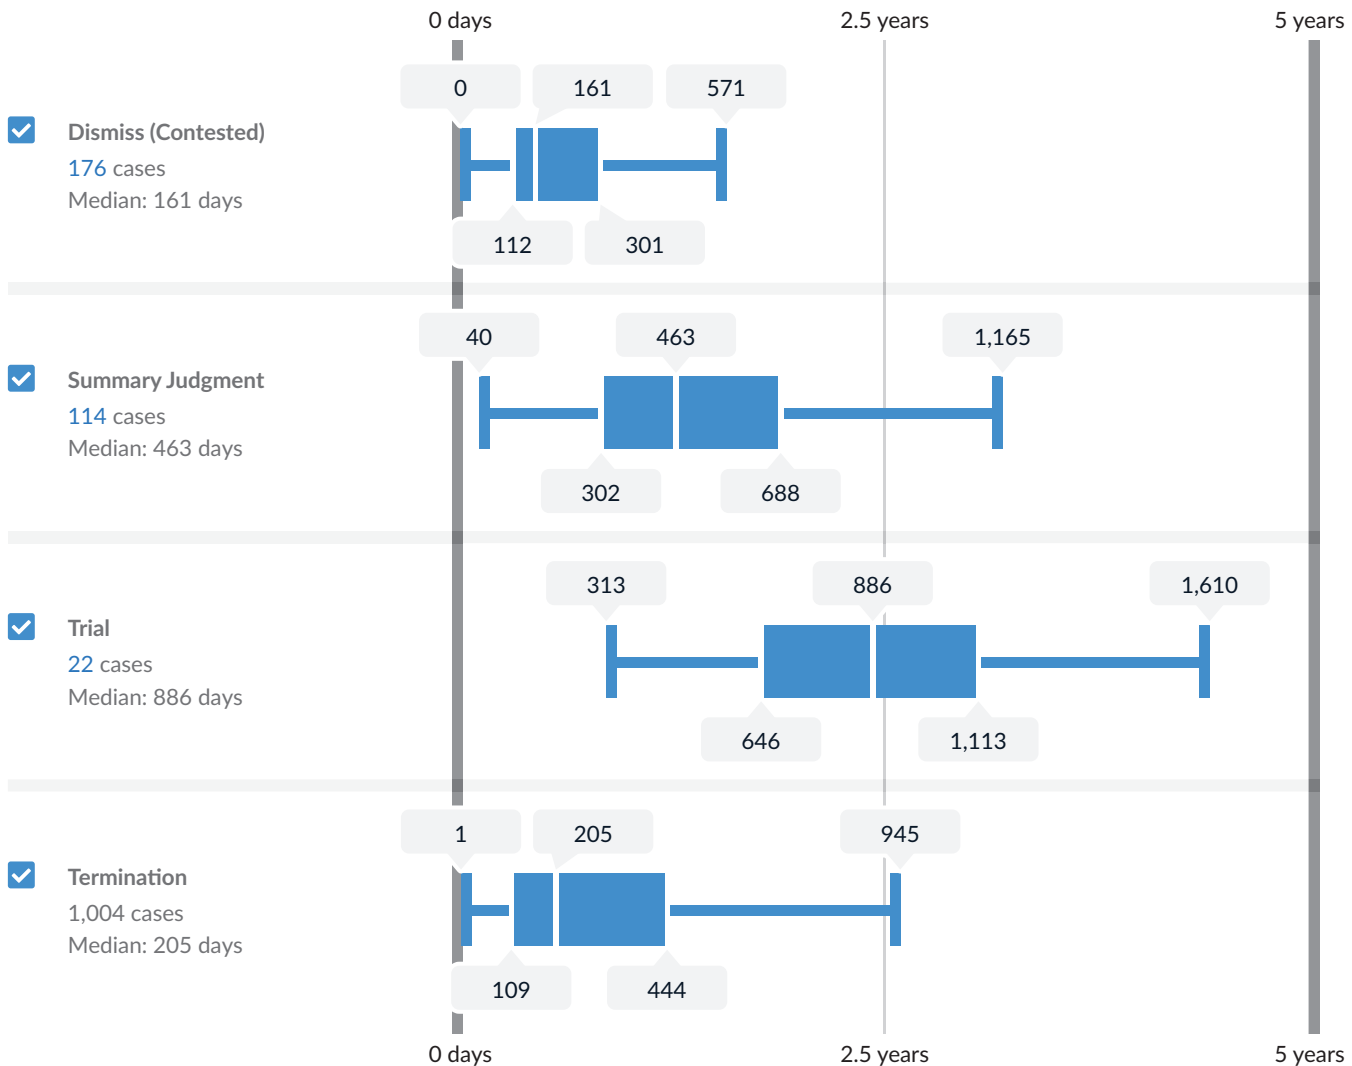 0 days 2.5 years 5 years
0 161 571
Dismiss (Contested)
176 cases
Median: 161 days
112 301
40 463 1,165
Summary Judgment
114 cases
Median: 463 days
302 688
313 886 1,610
Trial
22 cases
Median: 886 days
646 1,113
1 205 945
Termination
1,004 cases
Median: 205 days
109 444
0 days 2.5 years 5 years